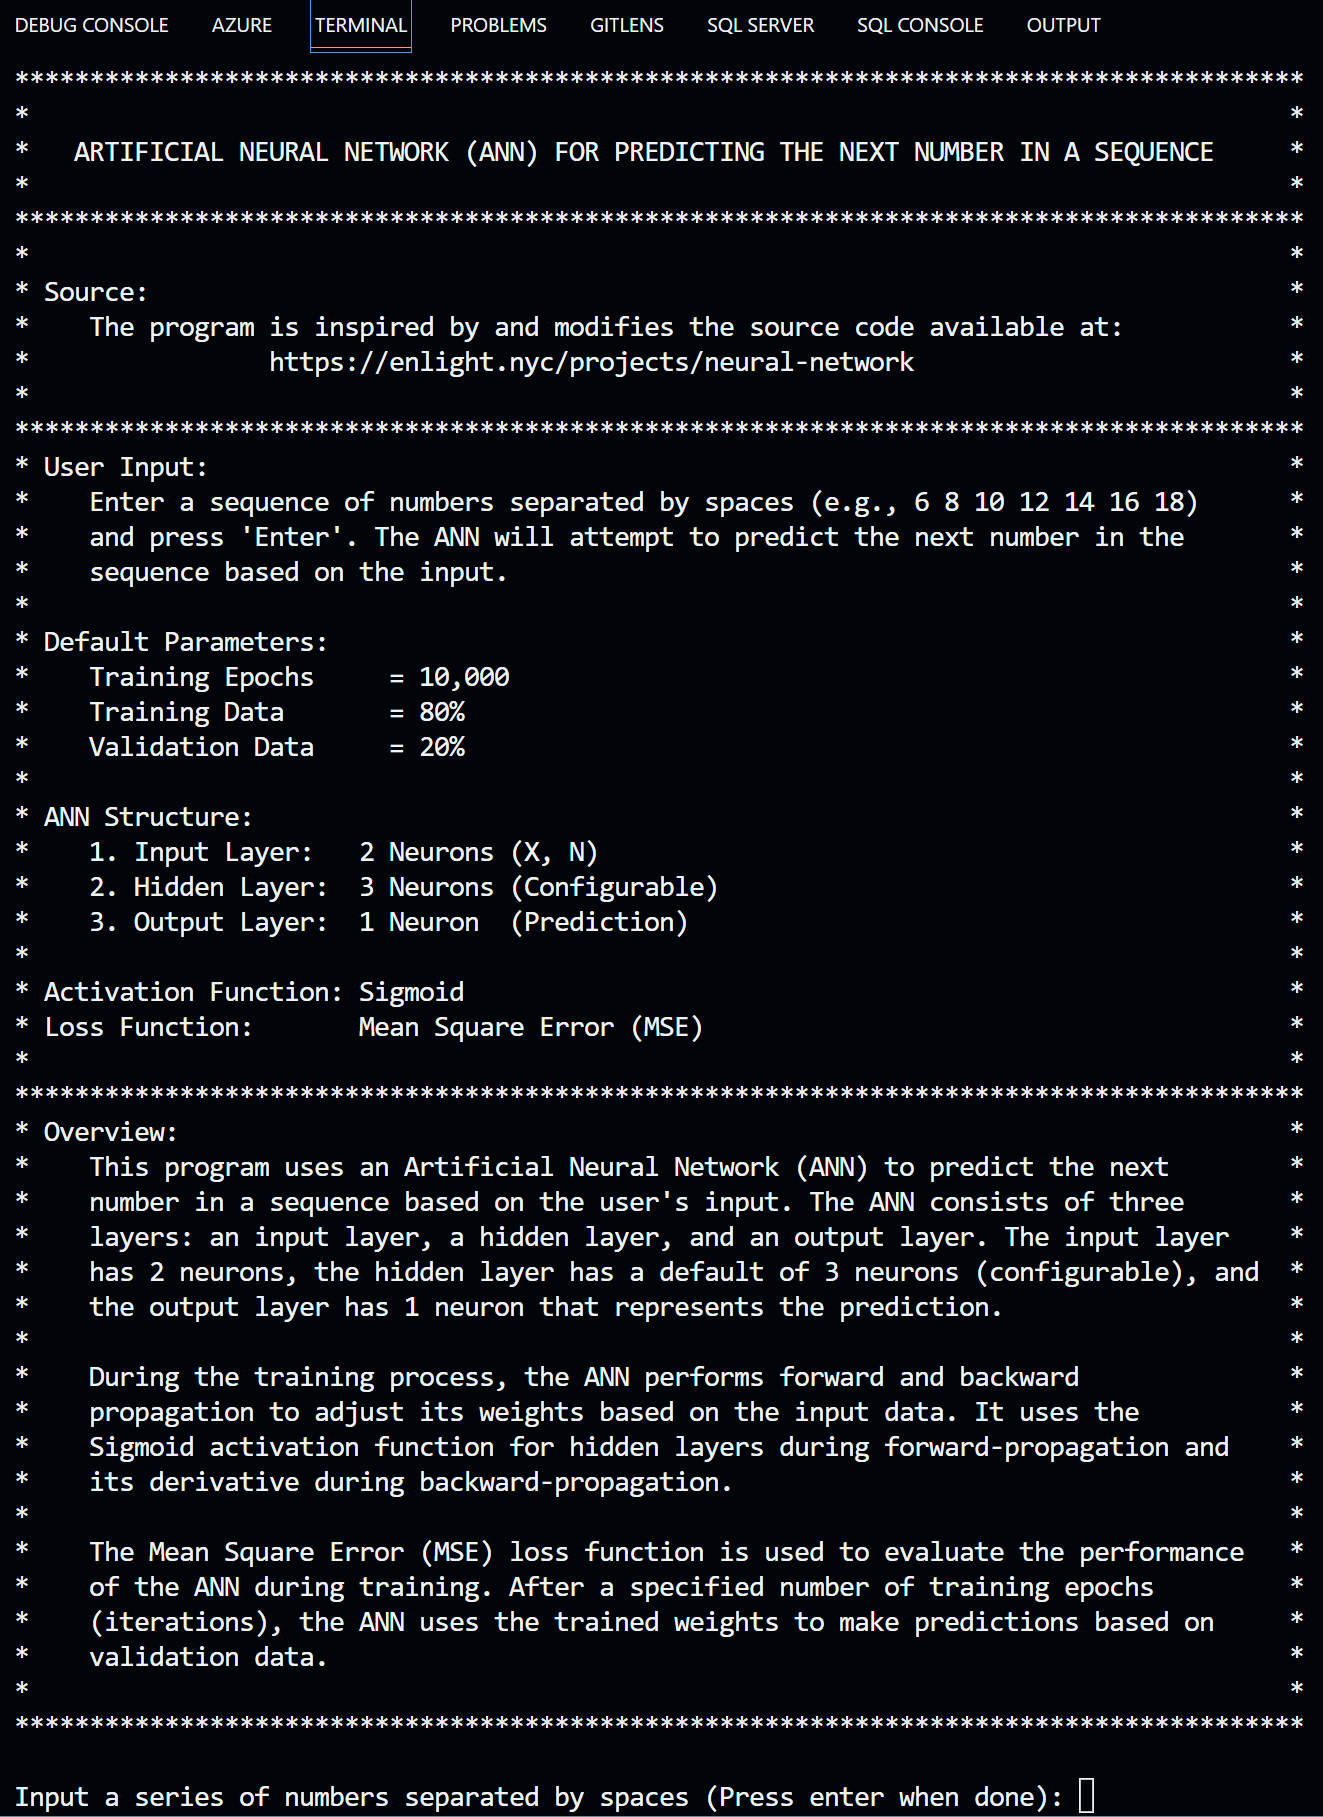 DEBUG CONSOLE AZURE TERMINAL PROBLEMS GITLENS SQL SERVER SQL CONSOLE OUTPUT
**************************************************************************************
*                                                                                    *
*   ARTIFICIAL NEURAL NETWORK (ANN) FOR PREDICTING THE NEXT NUMBER IN A SEQUENCE     *
*                                                                                    *
**************************************************************************************
*                                                                                    *
* Source:                                                                            *
*    The program is inspired by and modifies the source code available at:           *
*                https://enlight.nyc/projects/neural-network                         *
*                                                                                    *
**************************************************************************************
* User Input:                                                                        *
*    Enter a sequence of numbers separated by spaces (e.g., 6 8 10 12 14 16 18)      *
*    and press 'Enter'. The ANN will attempt to predict the next number in the       *
*    sequence based on the input.                                                    *
*                                                                                    *
* Default Parameters:                                                                *
*    Training Epochs     = 10,000                                                    *
*    Training Data       = 80%                                                       *
*    Validation Data     = 20%                                                       *
*                                                                                    *
* ANN Structure:                                                                     *
*    1. Input Layer:   2 Neurons (X, N)                                              *
*    2. Hidden Layer:  3 Neurons (Configurable)                                      *
*    3. Output Layer:  1 Neuron  (Prediction)                                        *
*                                                                                    *
* Activation Function: Sigmoid                                                       *
* Loss Function:       Mean Square Error (MSE)                                       *
*                                                                                    *
**************************************************************************************
* Overview:                                                                          *
*    This program uses an Artificial Neural Network (ANN) to predict the next        *
*    number in a sequence based on the user's input. The ANN consists of three       *
*    layers: an input layer, a hidden layer, and an output layer. The input layer    *
*    has 2 neurons, the hidden layer has a default of 3 neurons (configurable), and  *
*    the output layer has 1 neuron that represents the prediction.                   *
*                                                                                    *
*    During the training process, the ANN performs forward and backward              *
*    propagation to adjust its weights based on the input data. It uses the          *
*    Sigmoid activation function for hidden layers during forward-propagation and    *
*    its derivative during backward-propagation.                                     *
*                                                                                    *
*    The Mean Square Error (MSE) loss function is used to evaluate the performance   *
*    of the ANN during training. After a specified number of training epochs         *
*    (iterations), the ANN uses the trained weights to make predictions based on     *
*    validation data.                                                                *
*                                                                                    *
**************************************************************************************
Input a series of numbers separated by spaces (Press enter when done):